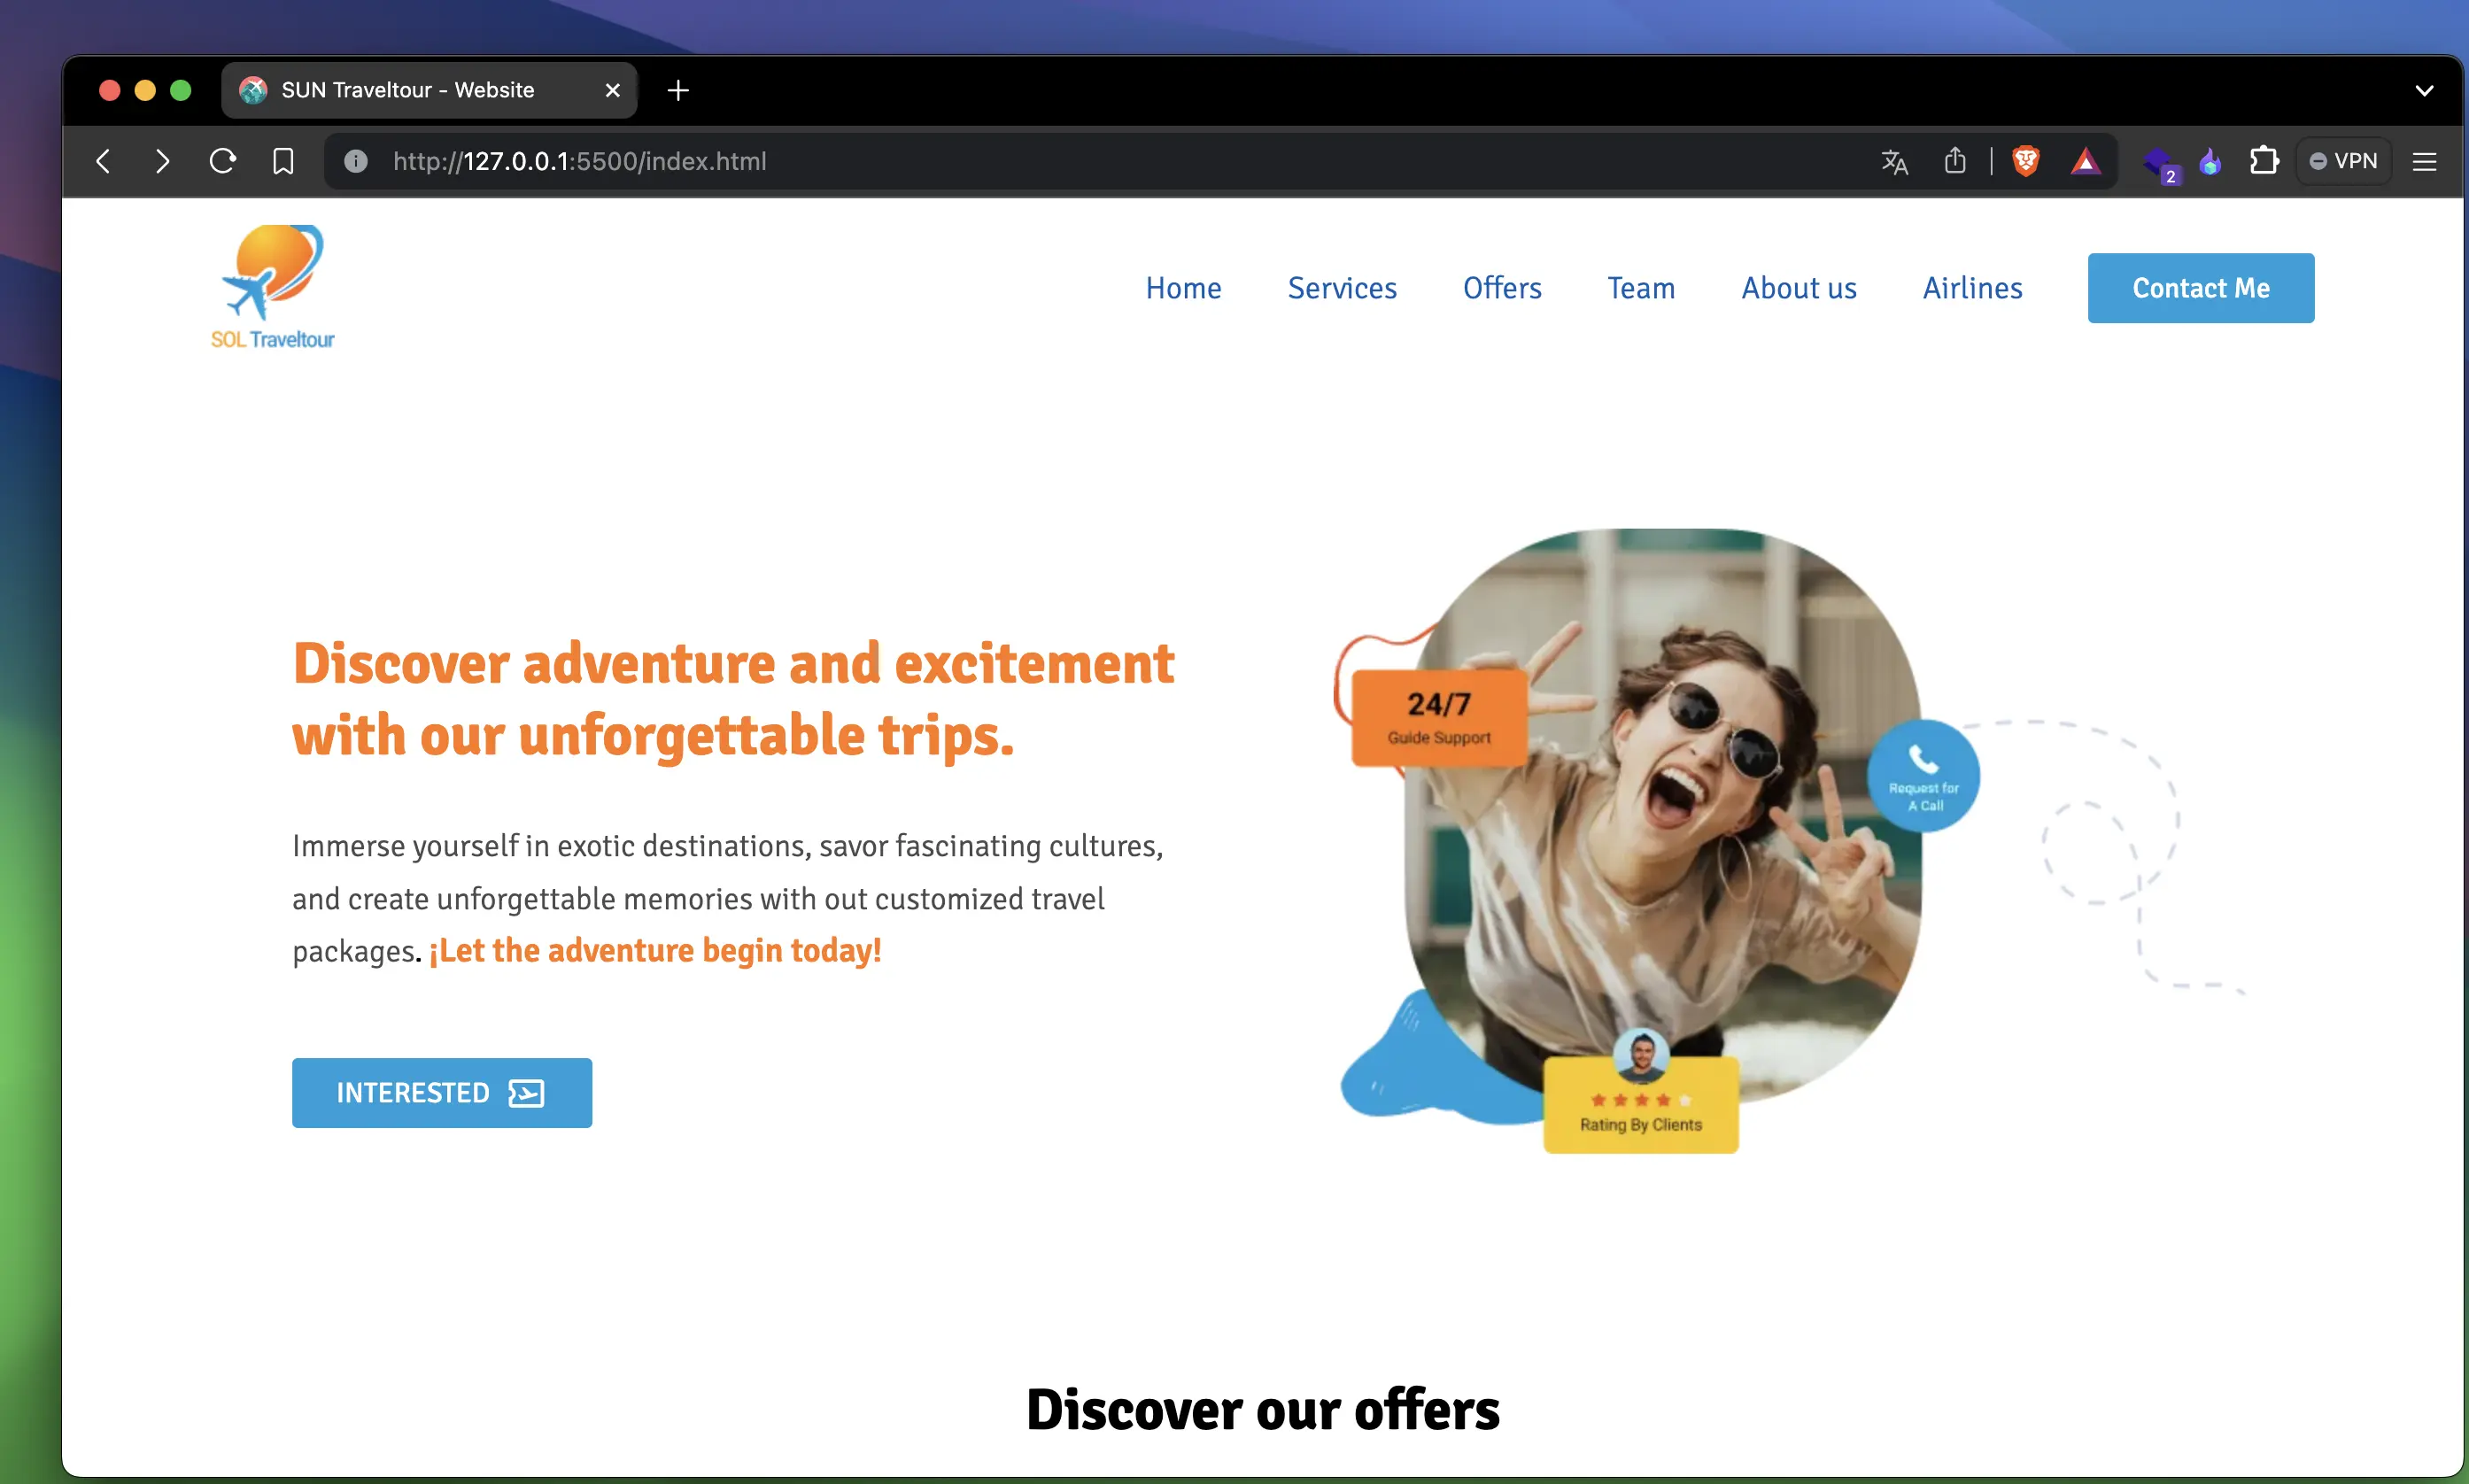 SUN Traveltour - Website
http://127.0.0.1:5500/index.html
2
VPN
SOL Traveltour
Home
Services
Offers
Team
About us
Airlines
Contact Me
Discover adventure and excitement
with our unforgettable trips.
Immerse yourself in exotic destinations, savor fascinating cultures,
and create unforgettable memories with out customized travel
packages. ¡Let the adventure begin today!
INTERESTED
24/7
Guide Support
Request for
A Call
Rating By Clients
Discover our offers